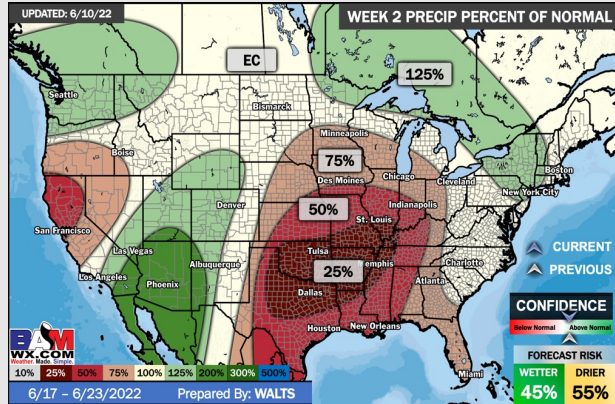 UPDATED: 6/10/22
WEEK 2 PRECIP PERCENT OF NORMAL
EC
125%
Seattle
Bismarck
Minneapolis
Boise
75%
Boston
Des Moines
Chicago
Cleveland
New York City
50%
Denver
Indianapolis
San Francisco
St. Louis
Las Vegas
Tulsa
CURRENT
Los Angeles
Albuquerque
25%
Memphis
Charlotte
PREVIOUS
Phoenix
Dallas
Atlanta
CONFIDENCE
Below Normal
Above Normal
Houston
New Orleans
BAM
WX.COM
Weather. Made. Simple.
FORECAST RISK
Miami
WETTER
DRIER
10% 25% 50% 75% 100% 125% 200% 300% 500%
45%
55%
6/17 – 6/23/2022
Prepared By: WALTS